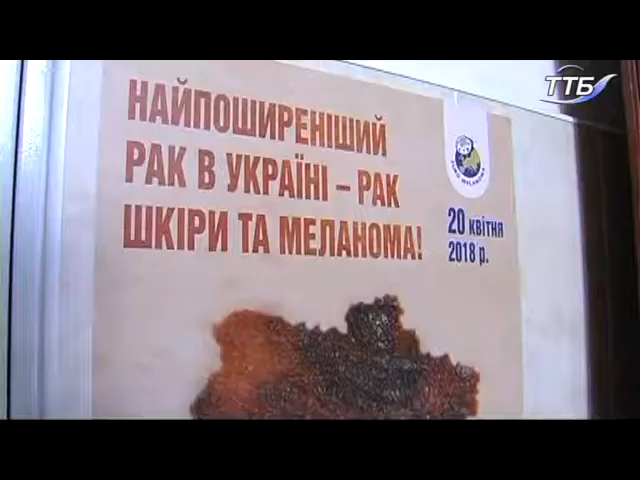 ТТБ
НАЙПОШИРЕНІШИЙ
РАК В УКРАЇНІ – РАК
ШКІРИ ТА МЕЛАНОМА!
20 квітня
2018 р.